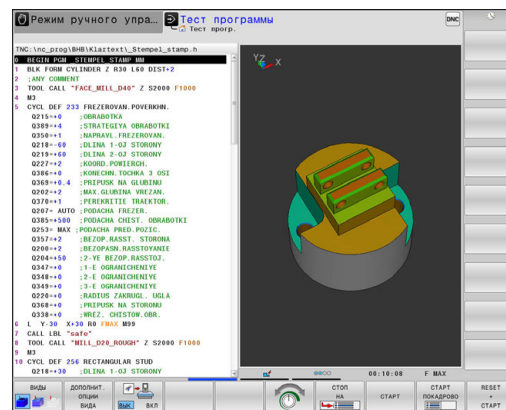 Режим ручного упра...
Тест программы
Тест прогр.
DNC
TNC:\nc_prog\BHB\Klartext\_Stempel_stamp.h
0 BEGIN PGM _STEMPEL_STAMP MM
1 BLK FORM CYLINDER Z R30 L60 DIST+2
2 ;ANY COMMENT
3 TOOL CALL "FACE_MILL_D40" Z S2000 F1000
4 M3
5 CYCL DEF 233 FREZEROVAN.POVERKHN.
Q215=+0 ;OBRABOTKA
Q389=+4 ;STRATEGIYA OBRABOTKI
Q350=+1 ;NAPRAVL.FREZEROVAN.
Q218=-60 ;DLINA 1-OJ STORONY
Q219=+60 ;DLINA 2-OJ STORONY
Q227=+2 ;KOORD.POWIERCH.
Q386=+0 ;KONECHN.TOCHKA 3 OSI
Q369=+0.4 ;PRIPUSK NA GLUBINU
Q202=+2 ;MAX.GLUBINA VREZAN.
Q370=+1 ;PEREKRITIE TRAEKTOR.
Q207= AUTO ;PODACHA FREZER.
Q385=+500 ;PODACHA CHIST. OBRABOTKI
Q253= MAX ;PODACHA PRED.POZIC.
Q357=+2 ;BEZOP.RASST. STORONA
Q200=+2 ;BEZOPASN.RASSTOYANIE
Q204=+50 ;2-YE BEZOP.RASSTOJ.
Q347=+0 ;1-E OGRANICHENIYE
Q348=+0 ;2-E OGRANICHENIYE
Q349=+0 ;3-E OGRANICHENIYE
Q220=+0 ;RADIUS ZAKRUGL. UGLA
Q368=+0 ;PRIPUSK NA STORONU
Q338=+0 ;WREZ. CHISTOW.OBR.
6 L Y-30 X+30 R0 FMAX M99
7 CALL LBL "safe"
8 TOOL CALL "MILL_D20_ROUGH" Z S2000 F1000
9 M3
10 CYCL DEF 256 RECTANGULAR STUD
Q218=+30 ;DLINA 1-OJ STORONY
YZ X
00:10:08 F MAX
ВИДЫ
ДОПОЛНИТ.
ОПЦИИ
ВИДА
ВЫК ВКЛ
СТОП
НА
СТАРТ
СТАРТ
ПОКАДРОВО
RESET
+
СТАРТ